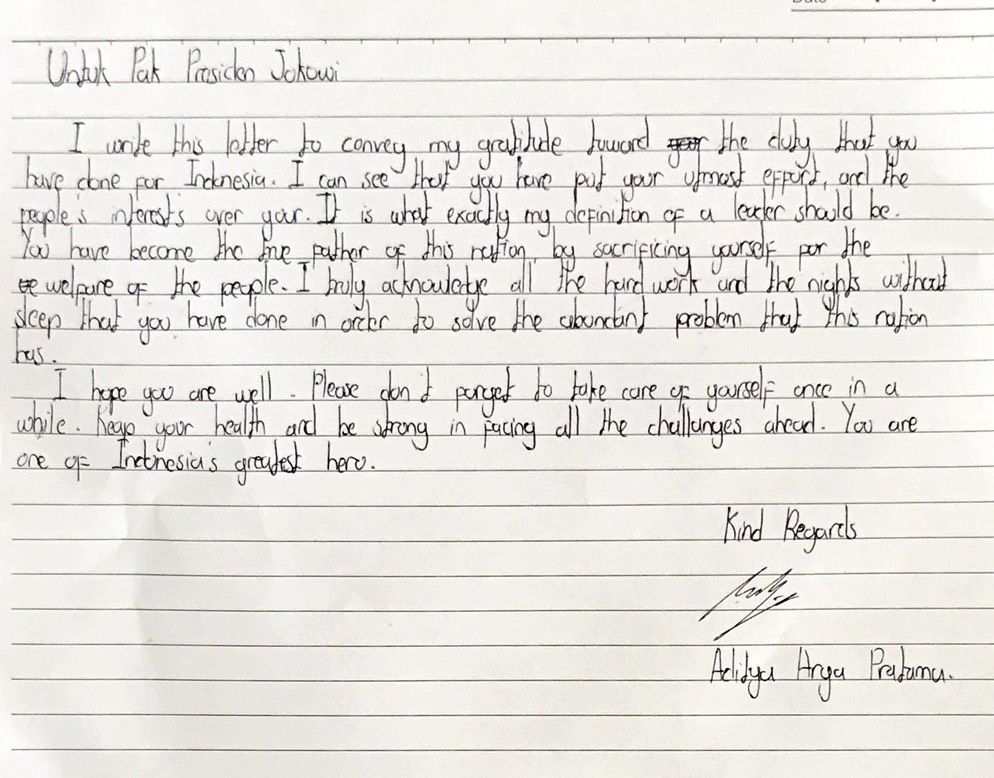 Untuk Pak Presiden Jokowi
I write this letter to convey my gratitude toward the duty that you
have done for Indonesia. I can see that you have put your utmost effort, and the
people's interests over your. It is what exactly my definition of a leader should be.
You have become the true father of this nation, by sacrificing yourself for the
welfare of the people. I truly acknowledge all the hard work and the nights without
sleep that you have done in order to solve the abundant problem that this nation
has.
I hope you are well. Please don't forget to take care of yourself once in a
while. Keep your health and be strong in facing all the challanges ahead. You are
one of Indonesia's greatest hero.
Kind Regards
Aditya Arya Pratama.